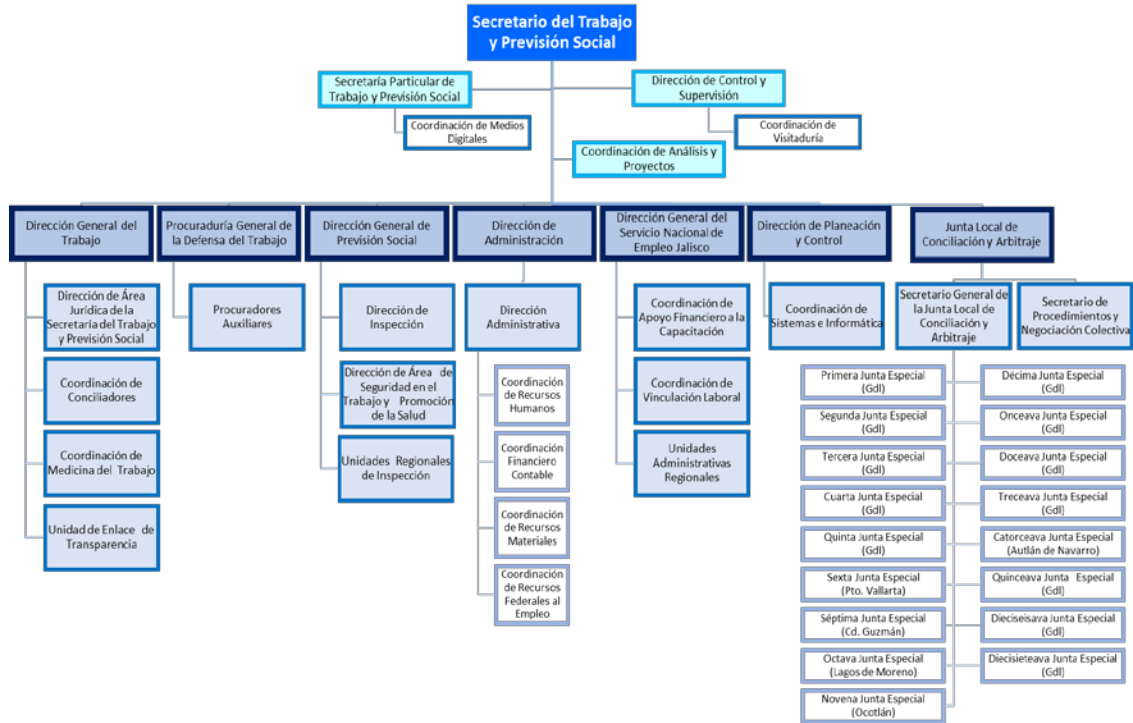 Secretario del Trabajo
y Previsión Social
Secretaría Particular de
Trabajo y Previsión Social
Dirección de Control y
Supervisión
Coordinación de Medios
Digitales
Coordinación de
Visitaduría
Coordinación de Análisis y
Proyectos
Dirección General del
Trabajo
Procuraduría General de
la Defensa del Trabajo
Dirección General de
Previsión Social
Dirección de
Administración
Dirección General del
Servicio Nacional de
Empleo Jalisco
Dirección de Planeación
y Control
Junta Local de
Conciliación y Arbitraje
Dirección de Área
Jurídica de la
Secretaría del Trabajo
y Previsión Social
Coordinación de
Conciliadores
Coordinación de
Medicina del Trabajo
Unidad de Enlace de
Transparencia
Procuradores
Auxiliares
Dirección de
Inspección
Dirección de Área de
Seguridad en el
Trabajo y Promoción
de la Salud
Unidades Regionales
de Inspección
Dirección
Administrativa
Coordinación
de Recursos
Humanos
Coordinación
Financiero
Contable
Coordinación
de Recursos
Materiales
Coordinación
de Recursos
Federales al
Empleo
Coordinación de
Apoyo Financiero a la
Capacitación
Coordinación de
Vinculación Laboral
Unidades
Administrativas
Regionales
Coordinación de
Sistemas e Informática
Secretario General de
la Junta Local de
Conciliación y
Arbitraje
Secretario de
Procedimientos y
Negociación Colectiva
Primera Junta Especial
(Gdl)
Segunda Junta Especial
(Gdl)
Tercera Junta Especial
(Gdl)
Cuarta Junta Especial
(Gdl)
Quinta Junta Especial
(Gdl)
Sexta Junta Especial
(Pto. Vallarta)
Séptima Junta Especial
(Cd. Guzmán)
Octava Junta Especial
(Lagos de Moreno)
Novena Junta Especial
(Ocotlán)
Décima Junta Especial
(Gdl)
Onceava Junta Especial
(Gdl)
Doceava Junta Especial
(Gdl)
Treceava Junta Especial
(Gdl)
Catorceava Junta Especial
(Autlán de Navarro)
Quinceava Junta Especial
(Gdl)
Dieciseisava Junta Especial
(Gdl)
Diecisieteava Junta Especial
(Gdl)